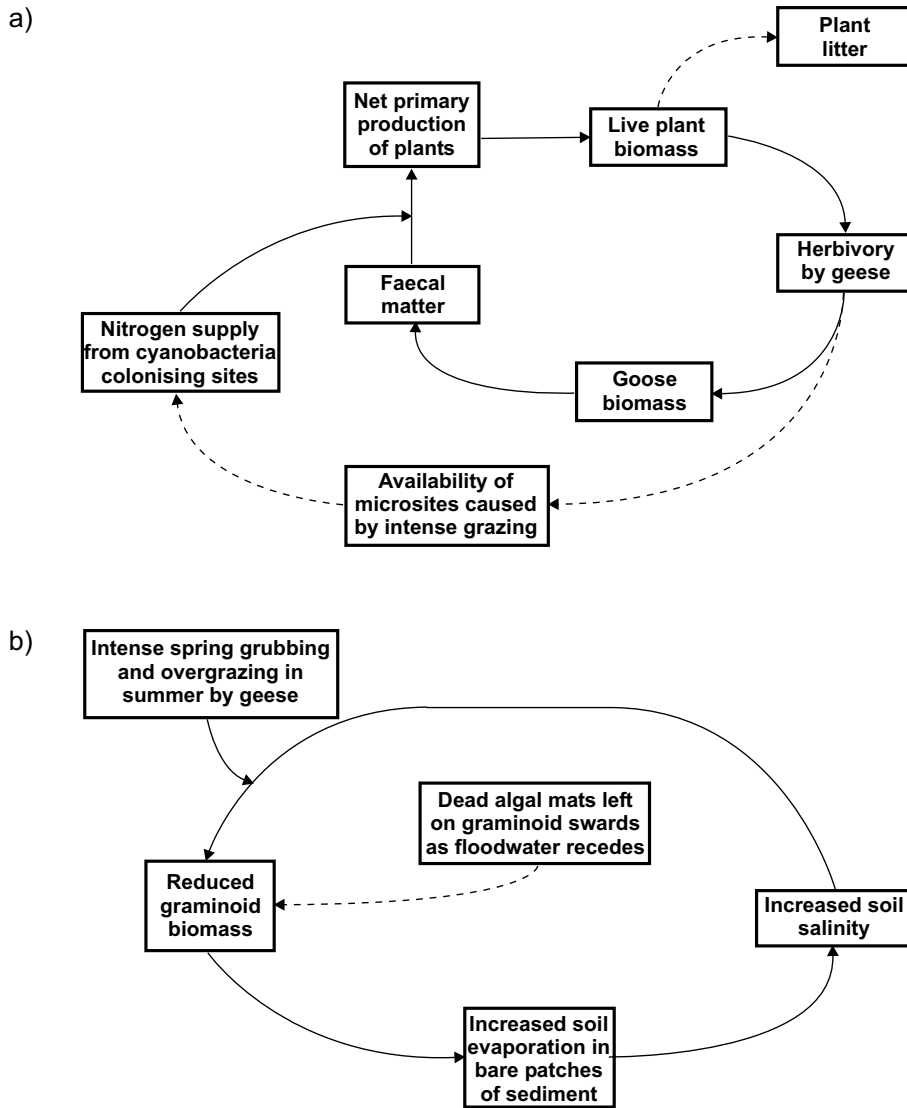 a)
Plant
litter
Net primary
production
of plants
Live plant
biomass
Herbivory
by geese
Faecal
matter
Nitrogen supply
from cyanobacteria
colonising sites
Goose
biomass
Availability of
microsites caused
by intense grazing
b)
Intense spring grubbing
and overgrazing in
summer by geese
Dead algal mats left
on graminoid swards
as floodwater recedes
Reduced
graminoid
biomass
Increased soil
salinity
Increased soil
evaporation in
bare patches
of sediment